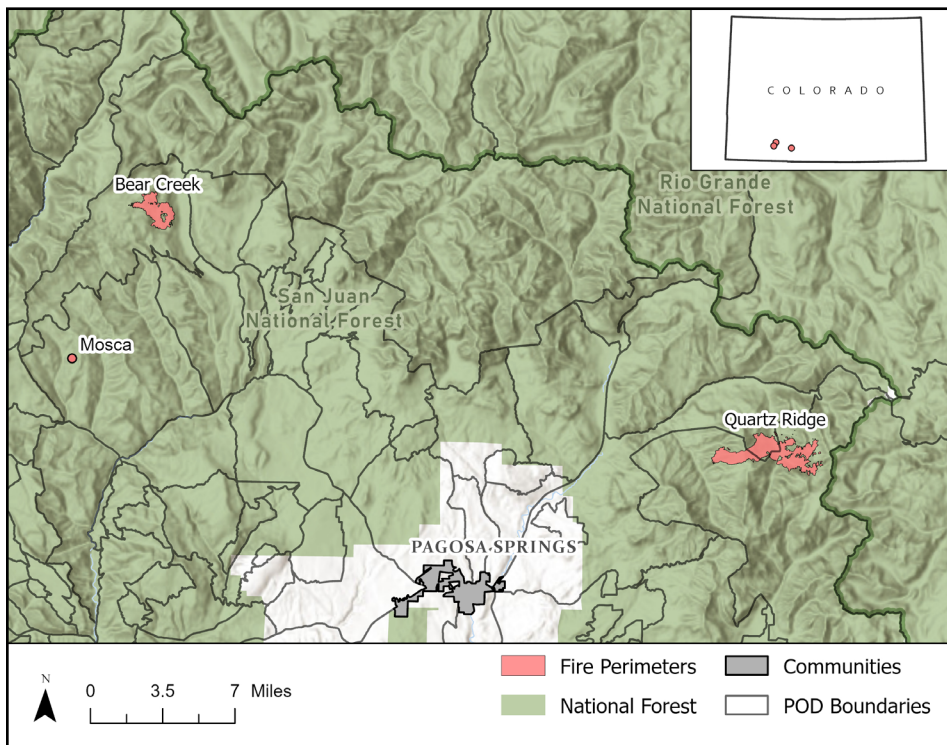 COLORADO
Bear Creek
Rio Grande
National Forest
San Juan
National Forest
Mosca
Quartz Ridge
PAGOSA SPRINGS
N
0 3.5 7 Miles
Fire Perimeters
Communities
National Forest
POD Boundaries